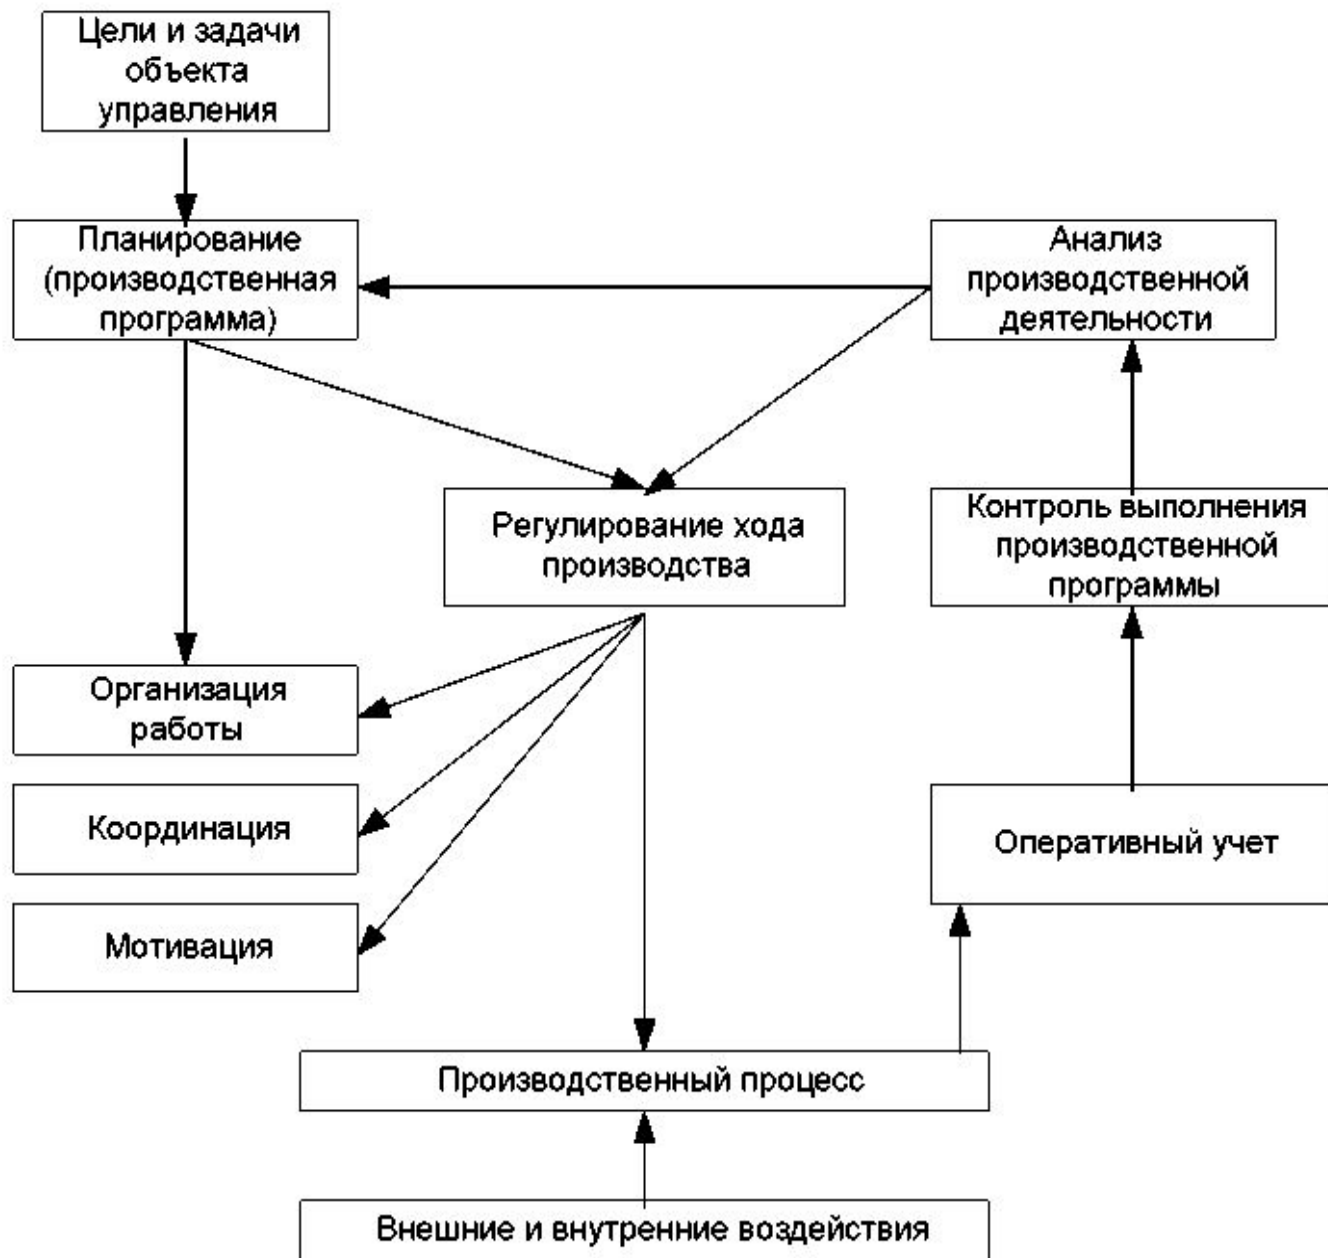 Цели и задачи
объекта
управления
Планирование
(производственная
программа)
Анализ
производственной
деятельности
Регулирование хода
производства
Контроль выполнения
производственной
программы
Организация
работы
Координация
Оперативный учет
Мотивация
Производственный процесс
Внешние и внутренние воздействия